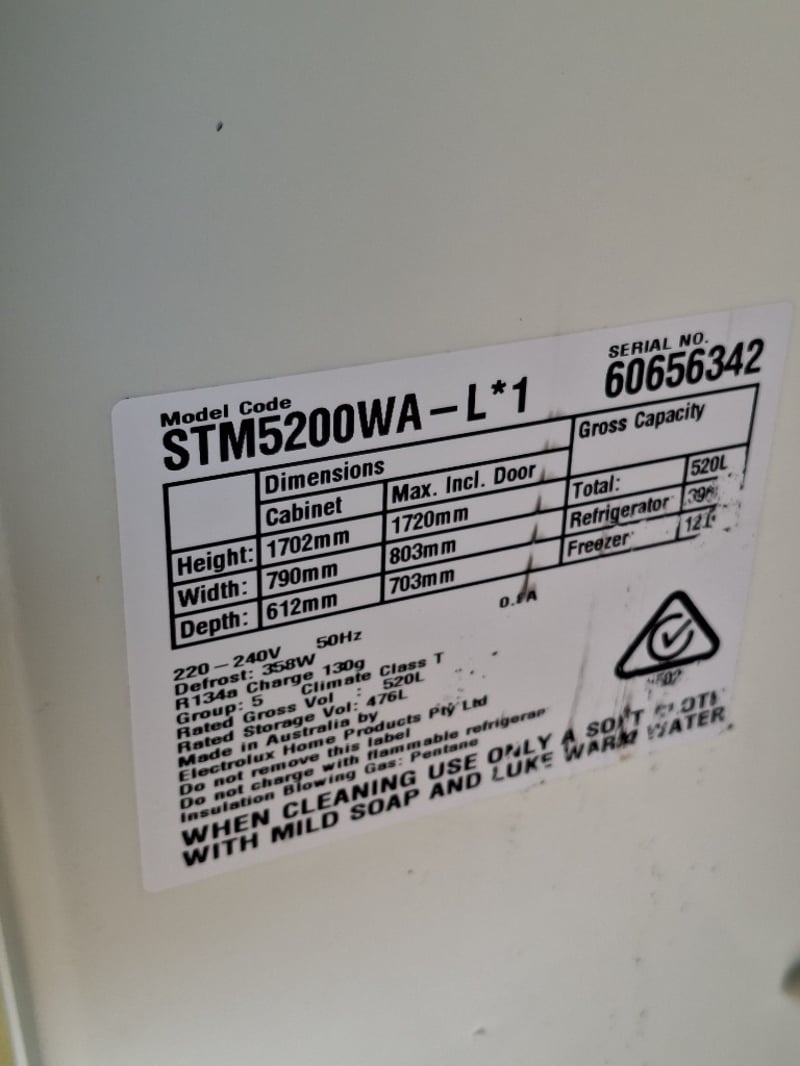 Model Code
STM5200WA-L*1
SERIAL NO.
60656342
Dimensions
Gross Capacity
Cabinet
Max. Incl. Door
Height: 1702mm 1720mm Total: 520L
Width: 790mm 803mm Refrigerator
Depth: 612mm 703mm Freezer
220-240V 50Hz
Defrost: 358W
R134a Charge 130g
Group: 5 Climate Class T
Rated Gross Vol : 520L
Rated Storage Vol: 476L
Made in Australia by
Electrolux Home Products Pty Ltd
Do not remove this label
Do not charge with flammable refrigeran
Insulation Blowing Gas: Pentane
WHEN CLEANING USE ONLY A SOFT CLOTH
WITH MILD SOAP AND LUKE WARM WATER